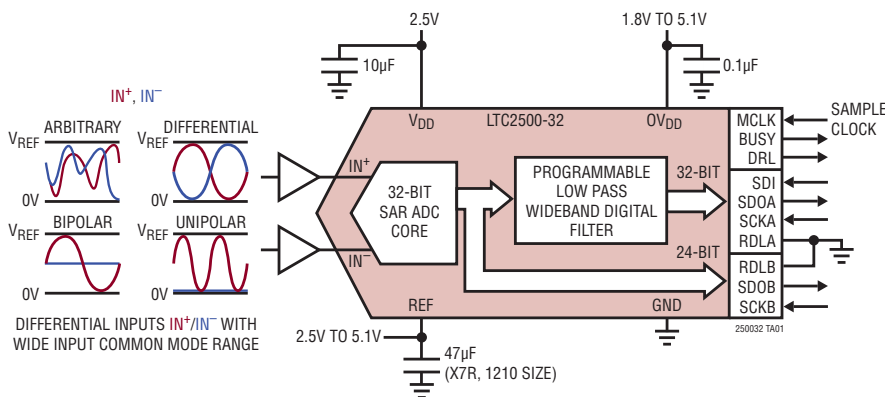 2.5V
1.8V TO 5.1V
10µF
0.1µF
IN⁺, IN⁻
ARBITRARY
DIFFERENTIAL
VREF
VREF
0V
0V
BIPOLAR
UNIPOLAR
VREF
VREF
0V
0V
DIFFERENTIAL INPUTS IN⁺/IN⁻ WITH
WIDE INPUT COMMON MODE RANGE
VDD
LTC2500-32
OVDD
IN⁺
IN⁻
32-BIT
SAR ADC
CORE
PROGRAMMABLE
LOW PASS
WIDEBAND DIGITAL
FILTER
32-BIT
24-BIT
REF
GND
MCLK
BUSY
DRL
SDI
SDOA
SCKA
RDLA
RDLB
SDOB
SCKB
SAMPLE
CLOCK
250032 TA01
2.5V TO 5.1V
47µF
(X7R, 1210 SIZE)